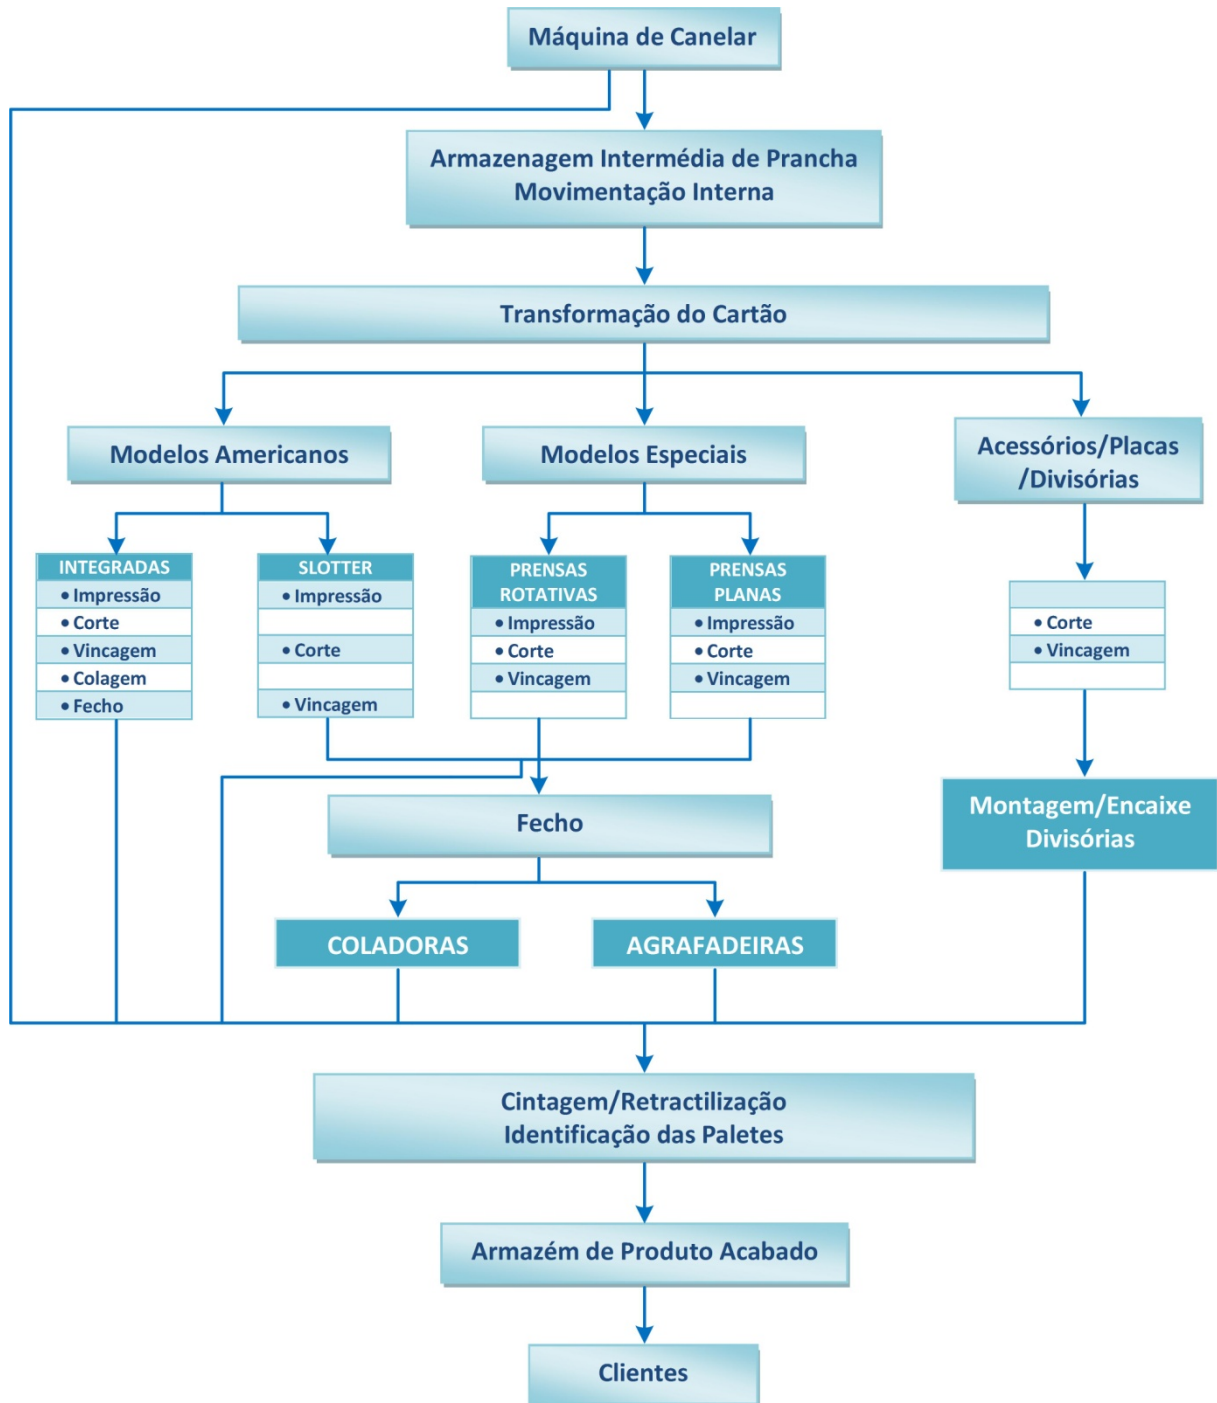 Máquina de Canelar
Armazenagem Intermédia de Prancha
Movimentação Interna
Transformação do Cartão
Modelos Americanos
Modelos Especiais
Acessórios/Placas
/Divisórias
INTEGRADAS
• Impressão
• Corte
• Vincagem
• Colagem
• Fecho
SLOTTER
• Impressão
• Corte
• Vincagem
PRENSAS
ROTATIVAS
• Impressão
• Corte
• Vincagem
PRENSAS
PLANAS
• Impressão
• Corte
• Vincagem
• Corte
• Vincagem
Montagem/Encaixe
Divisórias
Fecho
COLADORAS
AGRAFADEIRAS
Cintagem/Retractilização
Identificação das Paletes
Armazém de Produto Acabado
Clientes